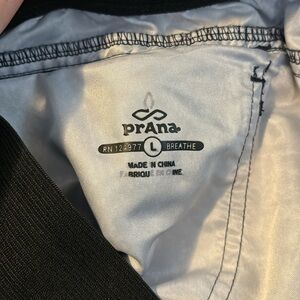 prAna
RN 124977 L BREATHE
MADE IN CHINA
FABRIQUÉ EN CHINE